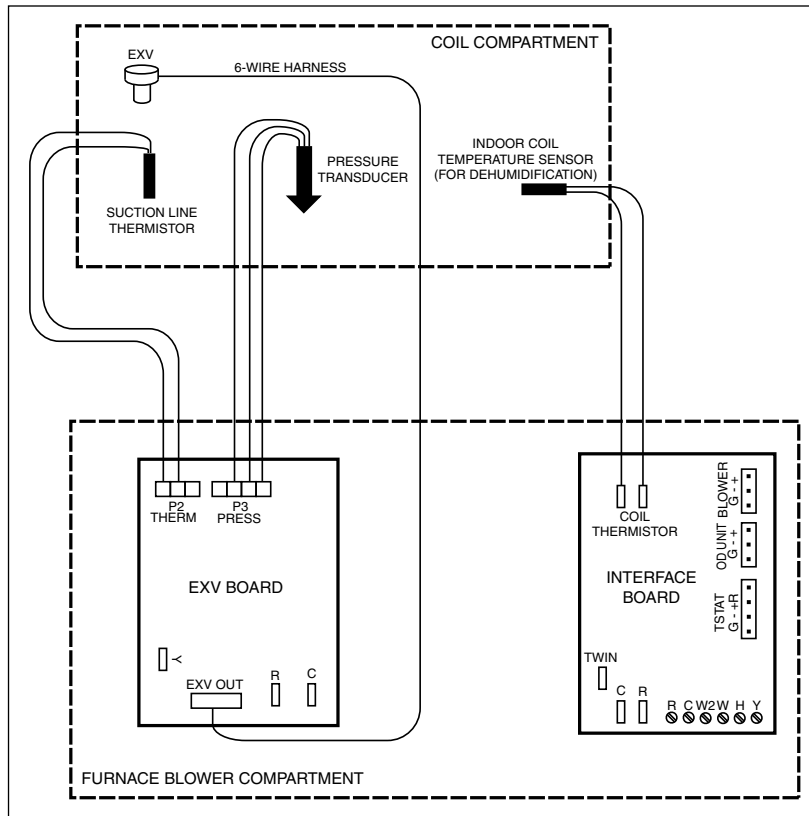 COIL COMPARTMENT
EXV
6-WIRE HARNESS
PRESSURE
TRANSDUCER
INDOOR COIL
TEMPERATURE SENSOR
(FOR DEHUMIDIFICATION)
SUCTION LINE
THERMISTOR
P2
THERM
P3
PRESS
EXV BOARD
Y
EXV OUT
R
C
COIL
THERMISTOR
BLOWER
G - +
OD UNIT
G - +
TSTAT
G - +R
INTERFACE
BOARD
TWIN
C R
R C W2 W H Y
FURNACE BLOWER COMPARTMENT